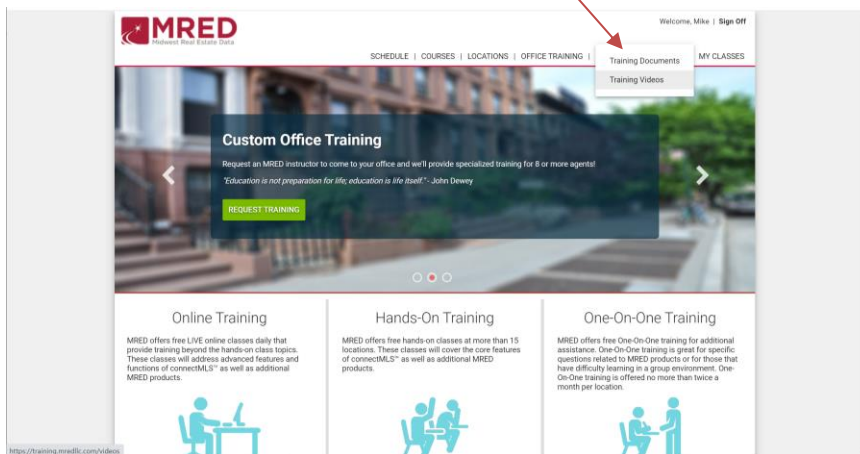 MRED
Midwest Real Estate Data
Welcome, Mike | Sign Off
SCHEDULE | COURSES | LOCATIONS | OFFICE TRAINING |
MY CLASSES
Training Documents
Training Videos
Custom Office Training
Request an MRED instructor to come to your office and we'll provide specialized training for 8 or more agents!
"Education is not preparation for life; education is life itself." - John Dewey
REQUEST TRAINING
Online Training
MRED offers free LIVE online classes daily that
provide training beyond the hands-on class topics.
These classes will address advanced features and
functions of connectMLS™ as well as additional
MRED products.
Hands-On Training
MRED offers free hands-on classes at more than 15
locations. These classes will cover the core features
of connectMLS™ as well as additional MRED
products.
One-On-One Training
MRED offers free One-On-One training for additional
assistance. One-On-One training is great for specific
questions related to MRED products or for those that
have difficulty learning in a group environment. One-
On-One training is offered no more than twice a
month per location.
https://training.mredllc.com/videos